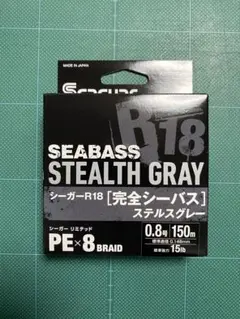 MADE IN JAPAN
Seaguar
R18
SEABASS
STEALTH GRAY
シーガーR18 [完全シーバス]
ステルスグレー
シーガー リミテッド
0.8号 150m
標準直径 0.148mm
PE×8 BRAID
標準強力 15lb